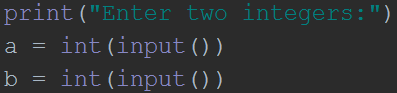 print("Enter two integers:")
a = int(input())
b = int(input())